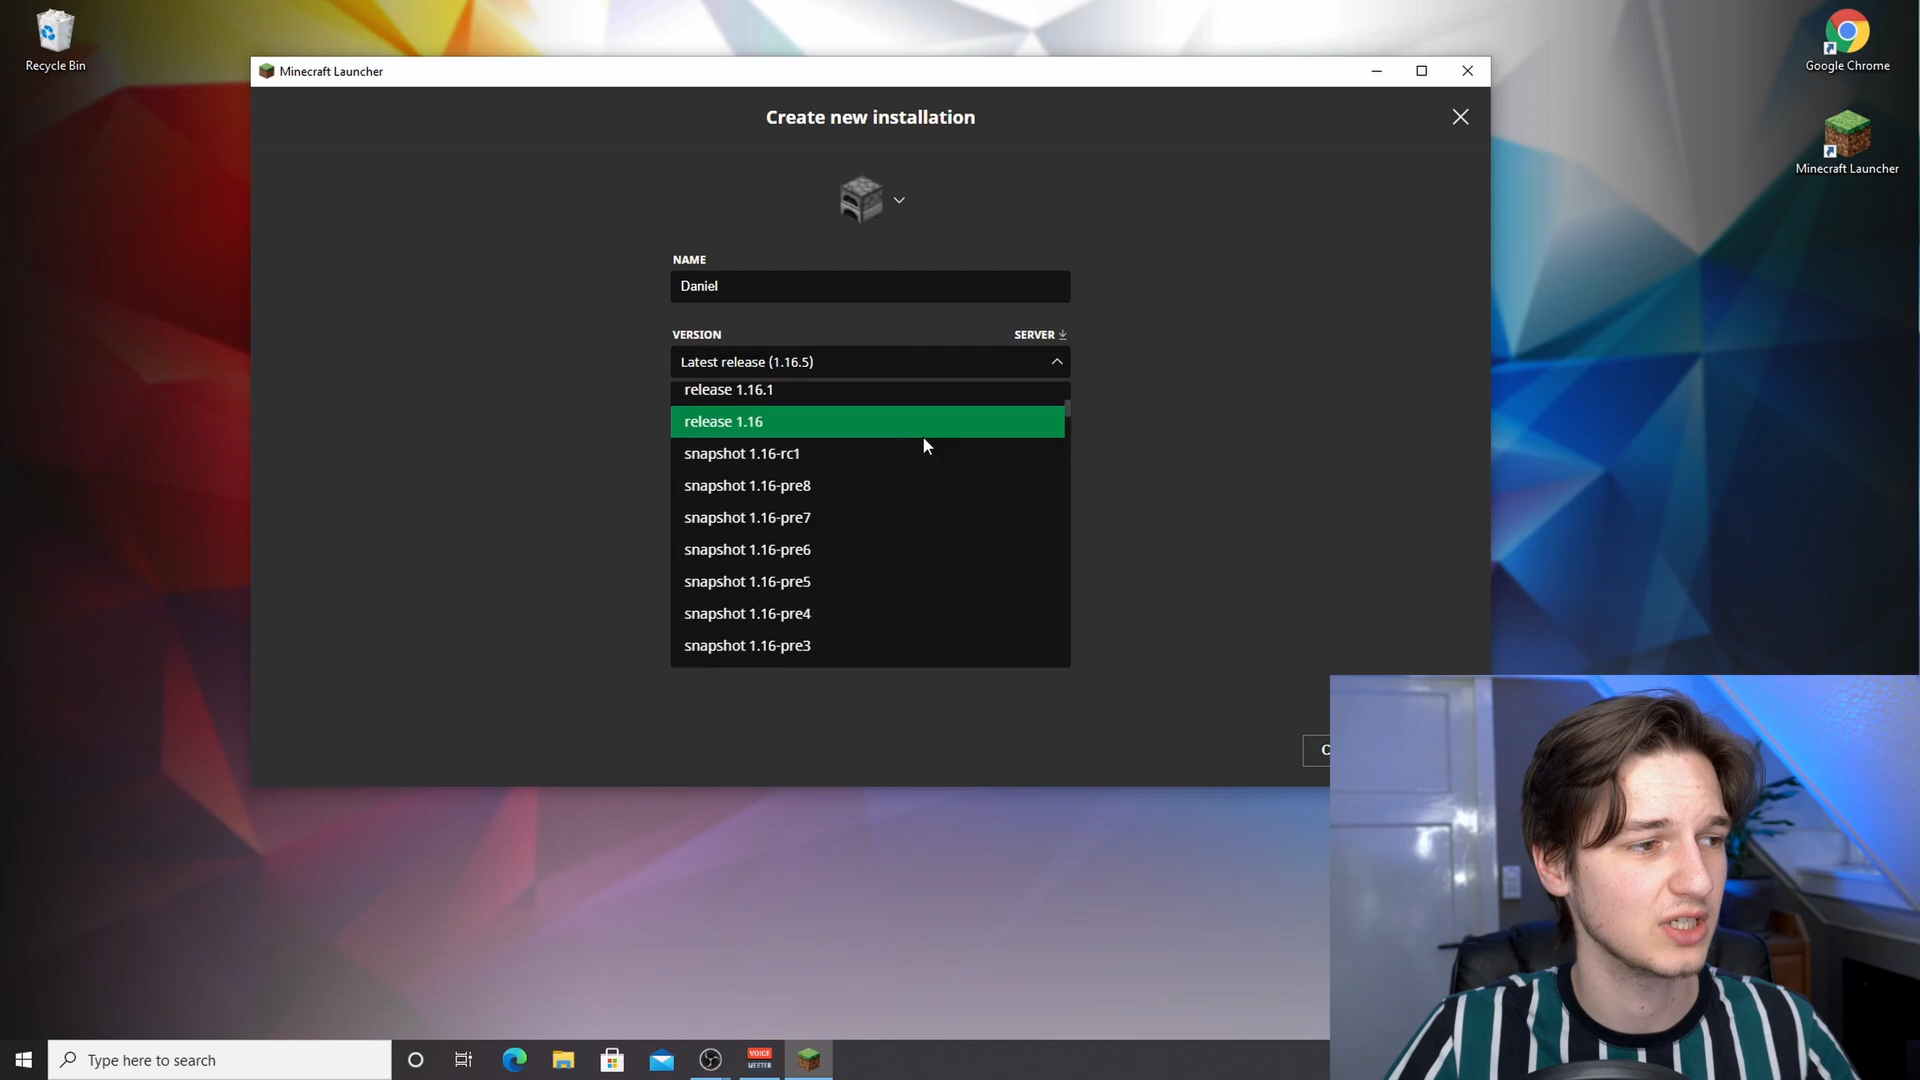 Recycle Bin
Google Chrome
Minecraft Launcher
Minecraft Launcher
Create new installation
NAME
Daniel
VERSION
SERVER
Latest release (1.16.5)
release 1.16.1
release 1.16
snapshot 1.16-rc1
snapshot 1.16-pre8
snapshot 1.16-pre7
snapshot 1.16-pre6
snapshot 1.16-pre5
snapshot 1.16-pre4
snapshot 1.16-pre3
C
Type here to search
VOICE
MEETER